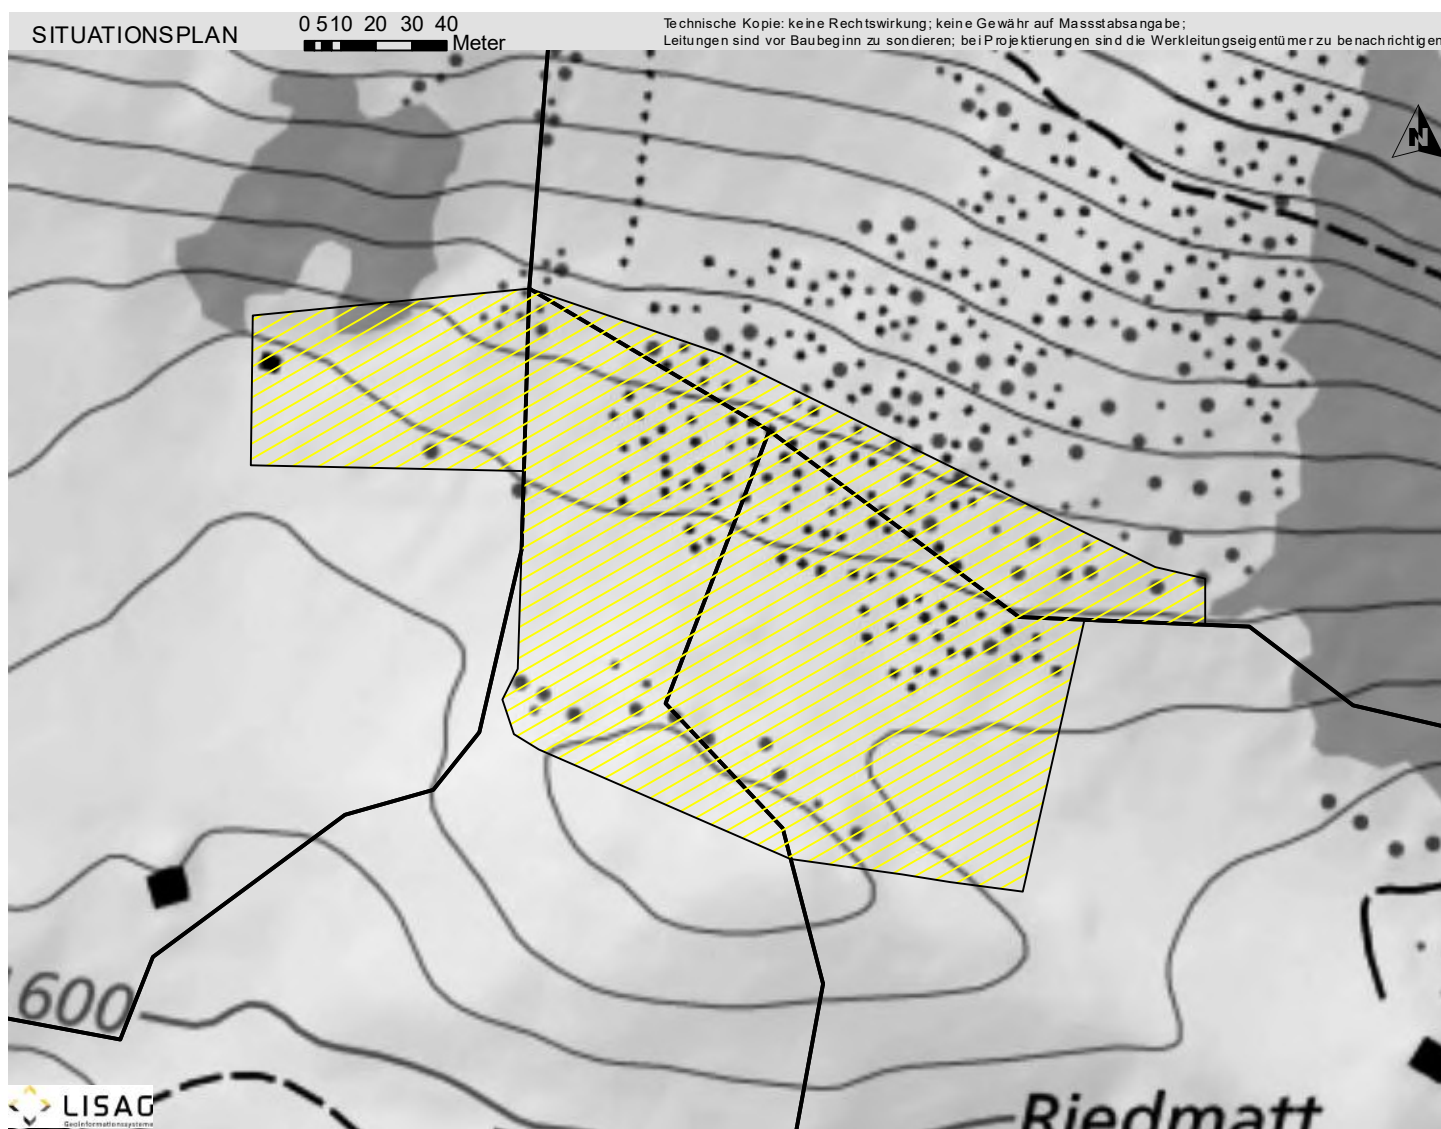 SITUATIONSPLAN
0 5 10 20 30 40
Meter
Technische Kopie: keine Rechtswirkung; keine Gewähr auf Massstabsangabe;
Leitungen sind vor Baubeginn zu sondieren; bei Projektierungen sind die Werkleitungseigentümer zu benachrichtigen
N
1600
LISAG
Geoinformationssysteme
Riedmatt